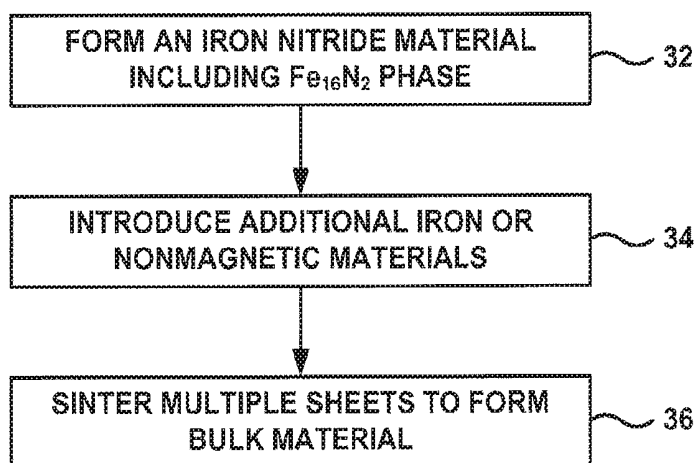 FORM AN IRON NITRIDE MATERIAL
INCLUDING Fe₁₆N₂ PHASE
32
INTRODUCE ADDITIONAL IRON OR
NONMAGNETIC MATERIALS
34
SINTER MULTIPLE SHEETS TO FORM
BULK MATERIAL
36